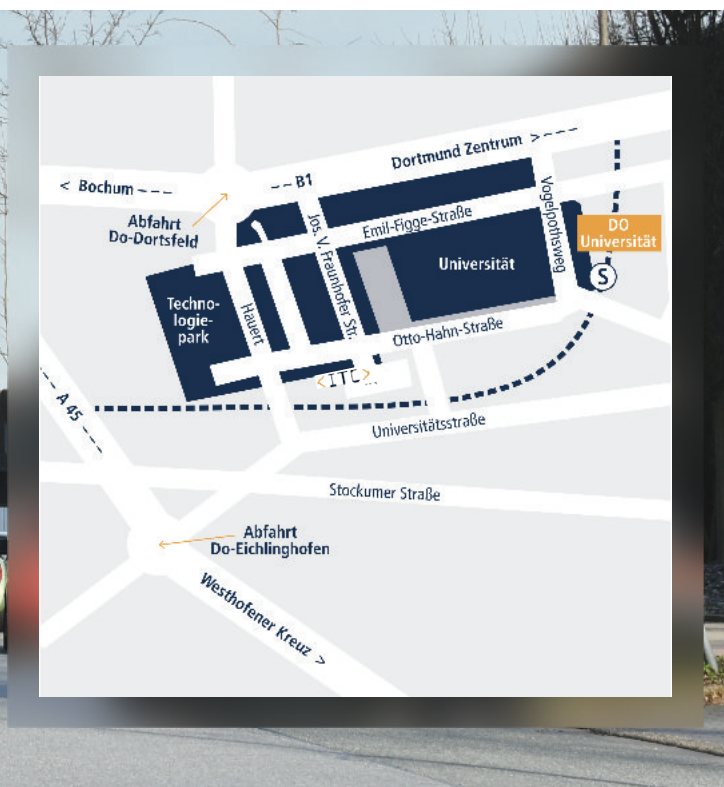 Dortmund Zentrum >---
< Bochum ---
-- B1
Abfahrt
Do-Dortsfeld
Emil-Figge-Straße
Jos. V. Fraunhofer Str.
Vogelpothsweg
DO
Universität
S
Universität
Techno-
logie-
park
Hauert
Otto-Hahn-Straße
<ITC>...
A 45
Universitätsstraße
Stockumer Straße
Abfahrt
Do-Eichlinghofen
Westhofener Kreuz >